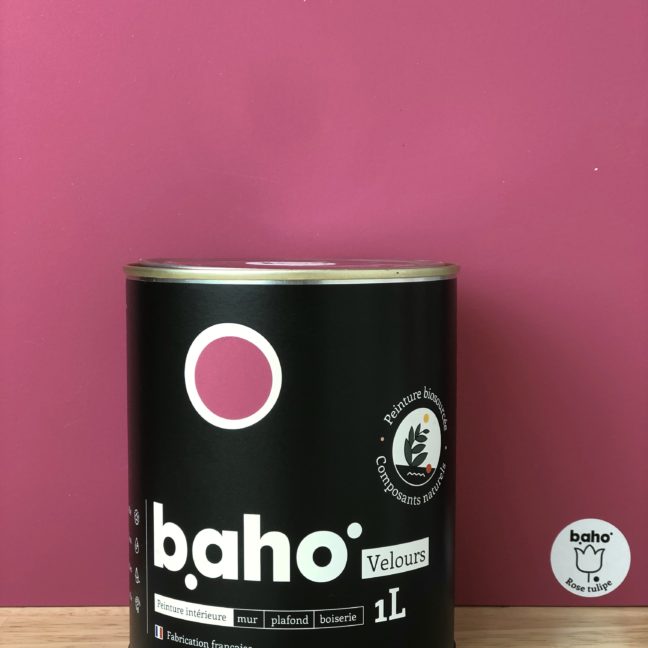 Peinture biosourcée
Composants naturels
baho
Velours
Peinture intérieure mur plafond boiserie
1L
Fabrication française
baho
Rose tulipe